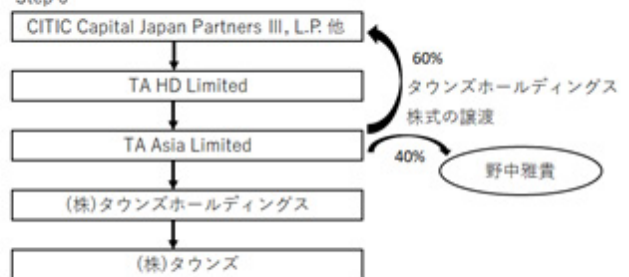 CITIC Capital Japan Partners III, L.P. 他
60%
TA HD Limited
タウンズホールディングス
株式の譲渡
TA Asia Limited
40%
野中雅貴
(株)タウンズホールディングス
(株)タウンズ